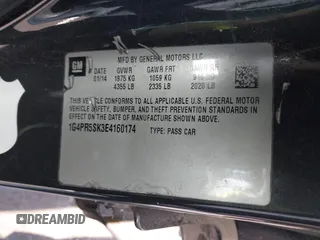 GM
MFD BY GENERAL MOTORS LLC
DATE GVWR GAWR FRT
01/14 1975 KG 1059 KG
4355 LB 2335 LB 2028 LB
THIS VEHICLE CONFORMS TO ALL APPLICABLE U.S. FEDERAL MOTOR
VEHICLE SAFETY, BUMPER, AND THEFT PREVENTION STANDARDS IN
EFFECT ON THE DATE OF MANUFACTURE SHOWN ABOVE.
1G4PR5SK3E4160174 TYPE: PASS CAR
DREAMBID